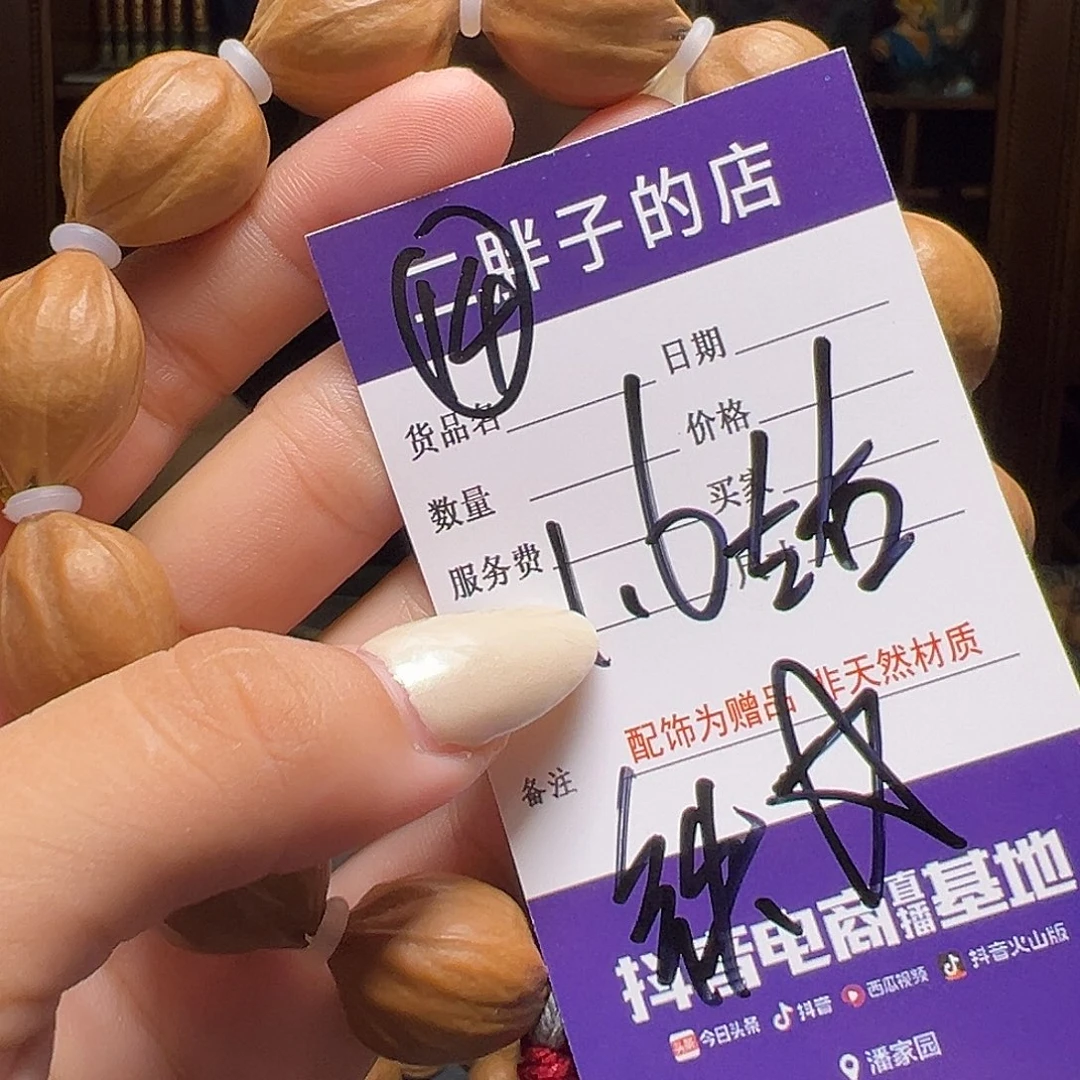 二胖子的店
14
日期
货品名
价格
数量
买家
服务费
1.6
配饰为赠品 非天然材质
备注
抖音电商直播基地
今日头条 抖音 西瓜视频 抖音火山版
潘家园